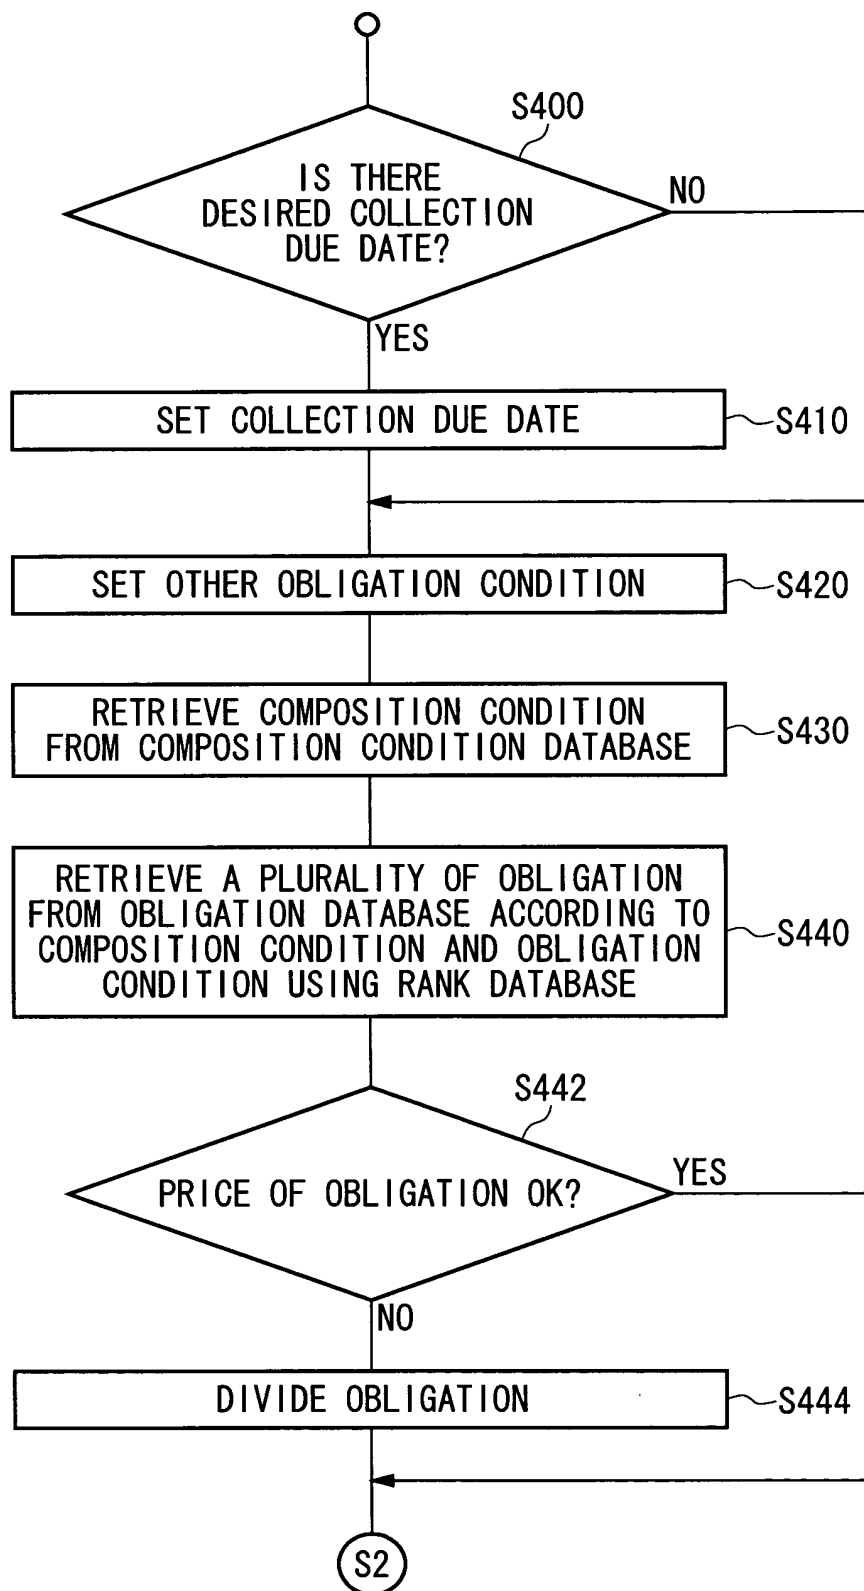 S400
IS THERE
DESIRED COLLECTION
DUE DATE?
NO
YES
SET COLLECTION DUE DATE
S410
SET OTHER OBLIGATION CONDITION
S420
RETRIEVE COMPOSITION CONDITION
FROM COMPOSITION CONDITION DATABASE
S430
RETRIEVE A PLURALITY OF OBLIGATION
FROM OBLIGATION DATABASE ACCORDING TO
COMPOSITION CONDITION AND OBLIGATION
CONDITION USING RANK DATABASE
S440
S442
PRICE OF OBLIGATION OK?
YES
NO
DIVIDE OBLIGATION
S444
S2